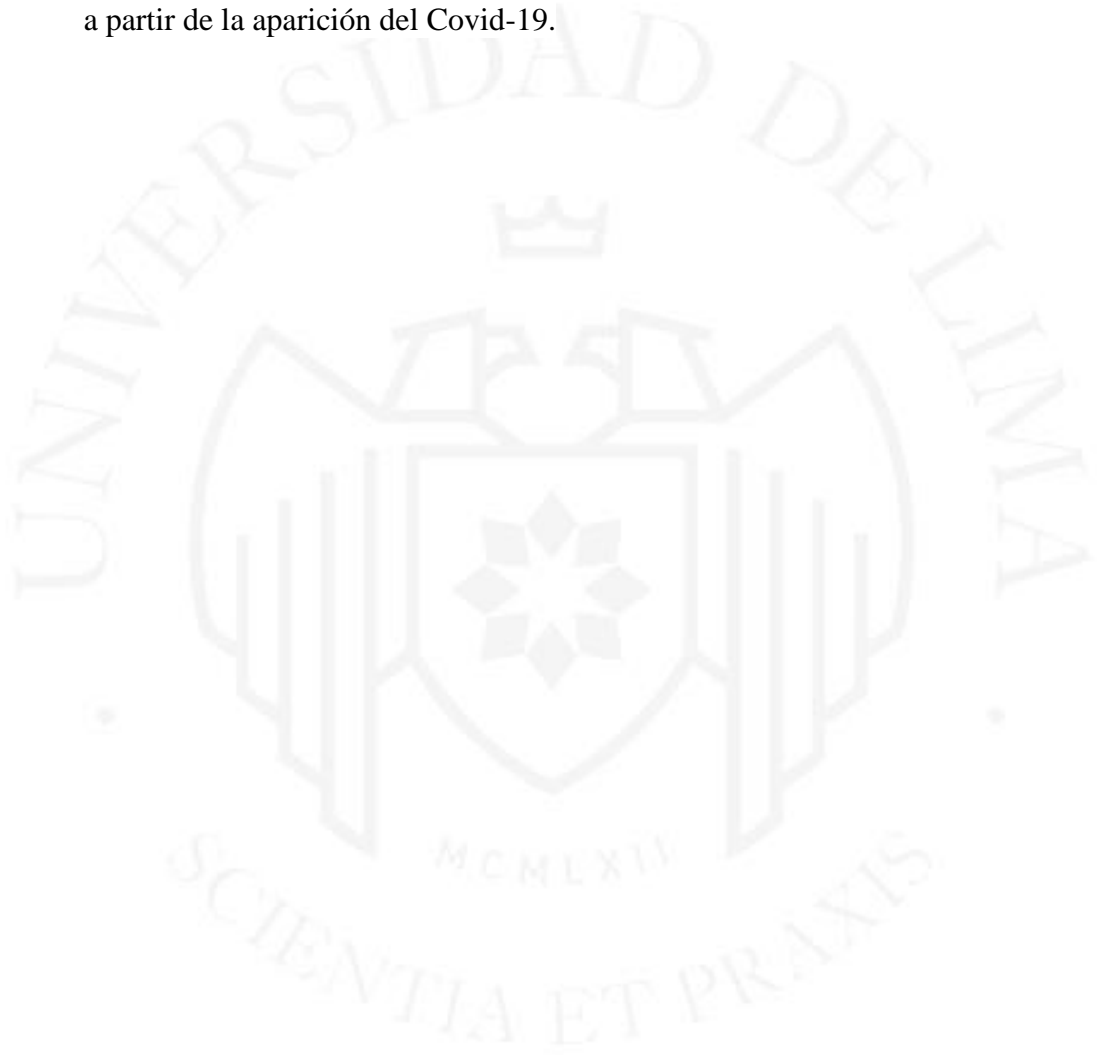 a partir de la aparición del Covid-19.
UNIVERSIDAD DE LIMA
MCMLXII
SCIENTIA ET PRAXIS